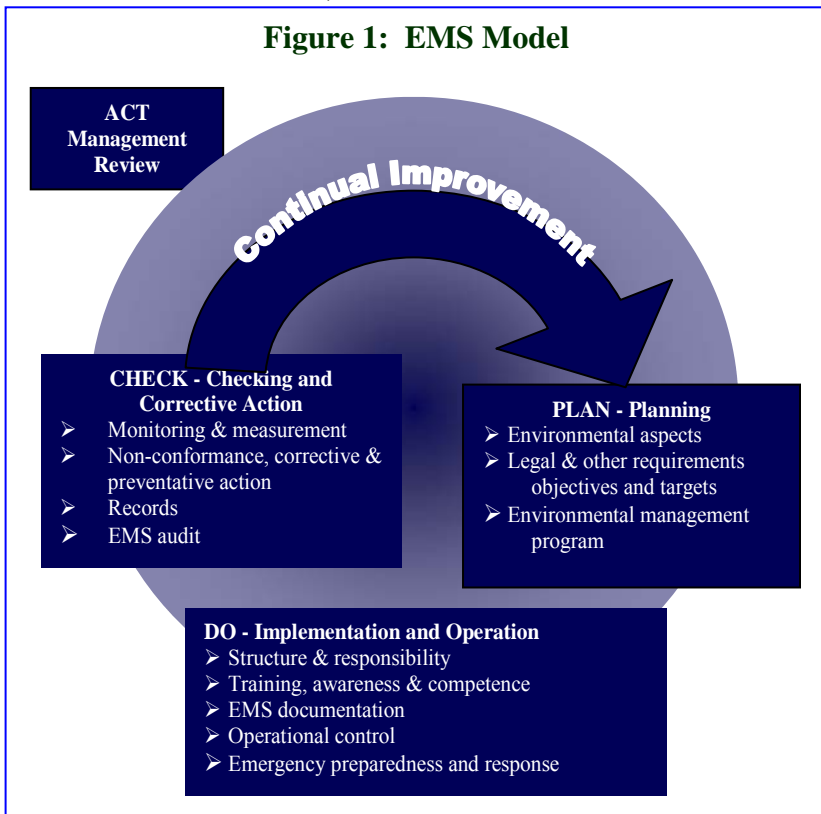 Figure 1: EMS Model
ACT
Management
Review
Continual Improvement
CHECK - Checking and
Corrective Action
➢ Monitoring & measurement
➢ Non-conformance, corrective &
preventative action
➢ Records
➢ EMS audit
PLAN - Planning
➢ Environmental aspects
➢ Legal & other requirements
objectives and targets
➢ Environmental management
program
DO - Implementation and Operation
➢ Structure & responsibility
➢ Training, awareness & competence
➢ EMS documentation
➢ Operational control
➢ Emergency preparedness and response